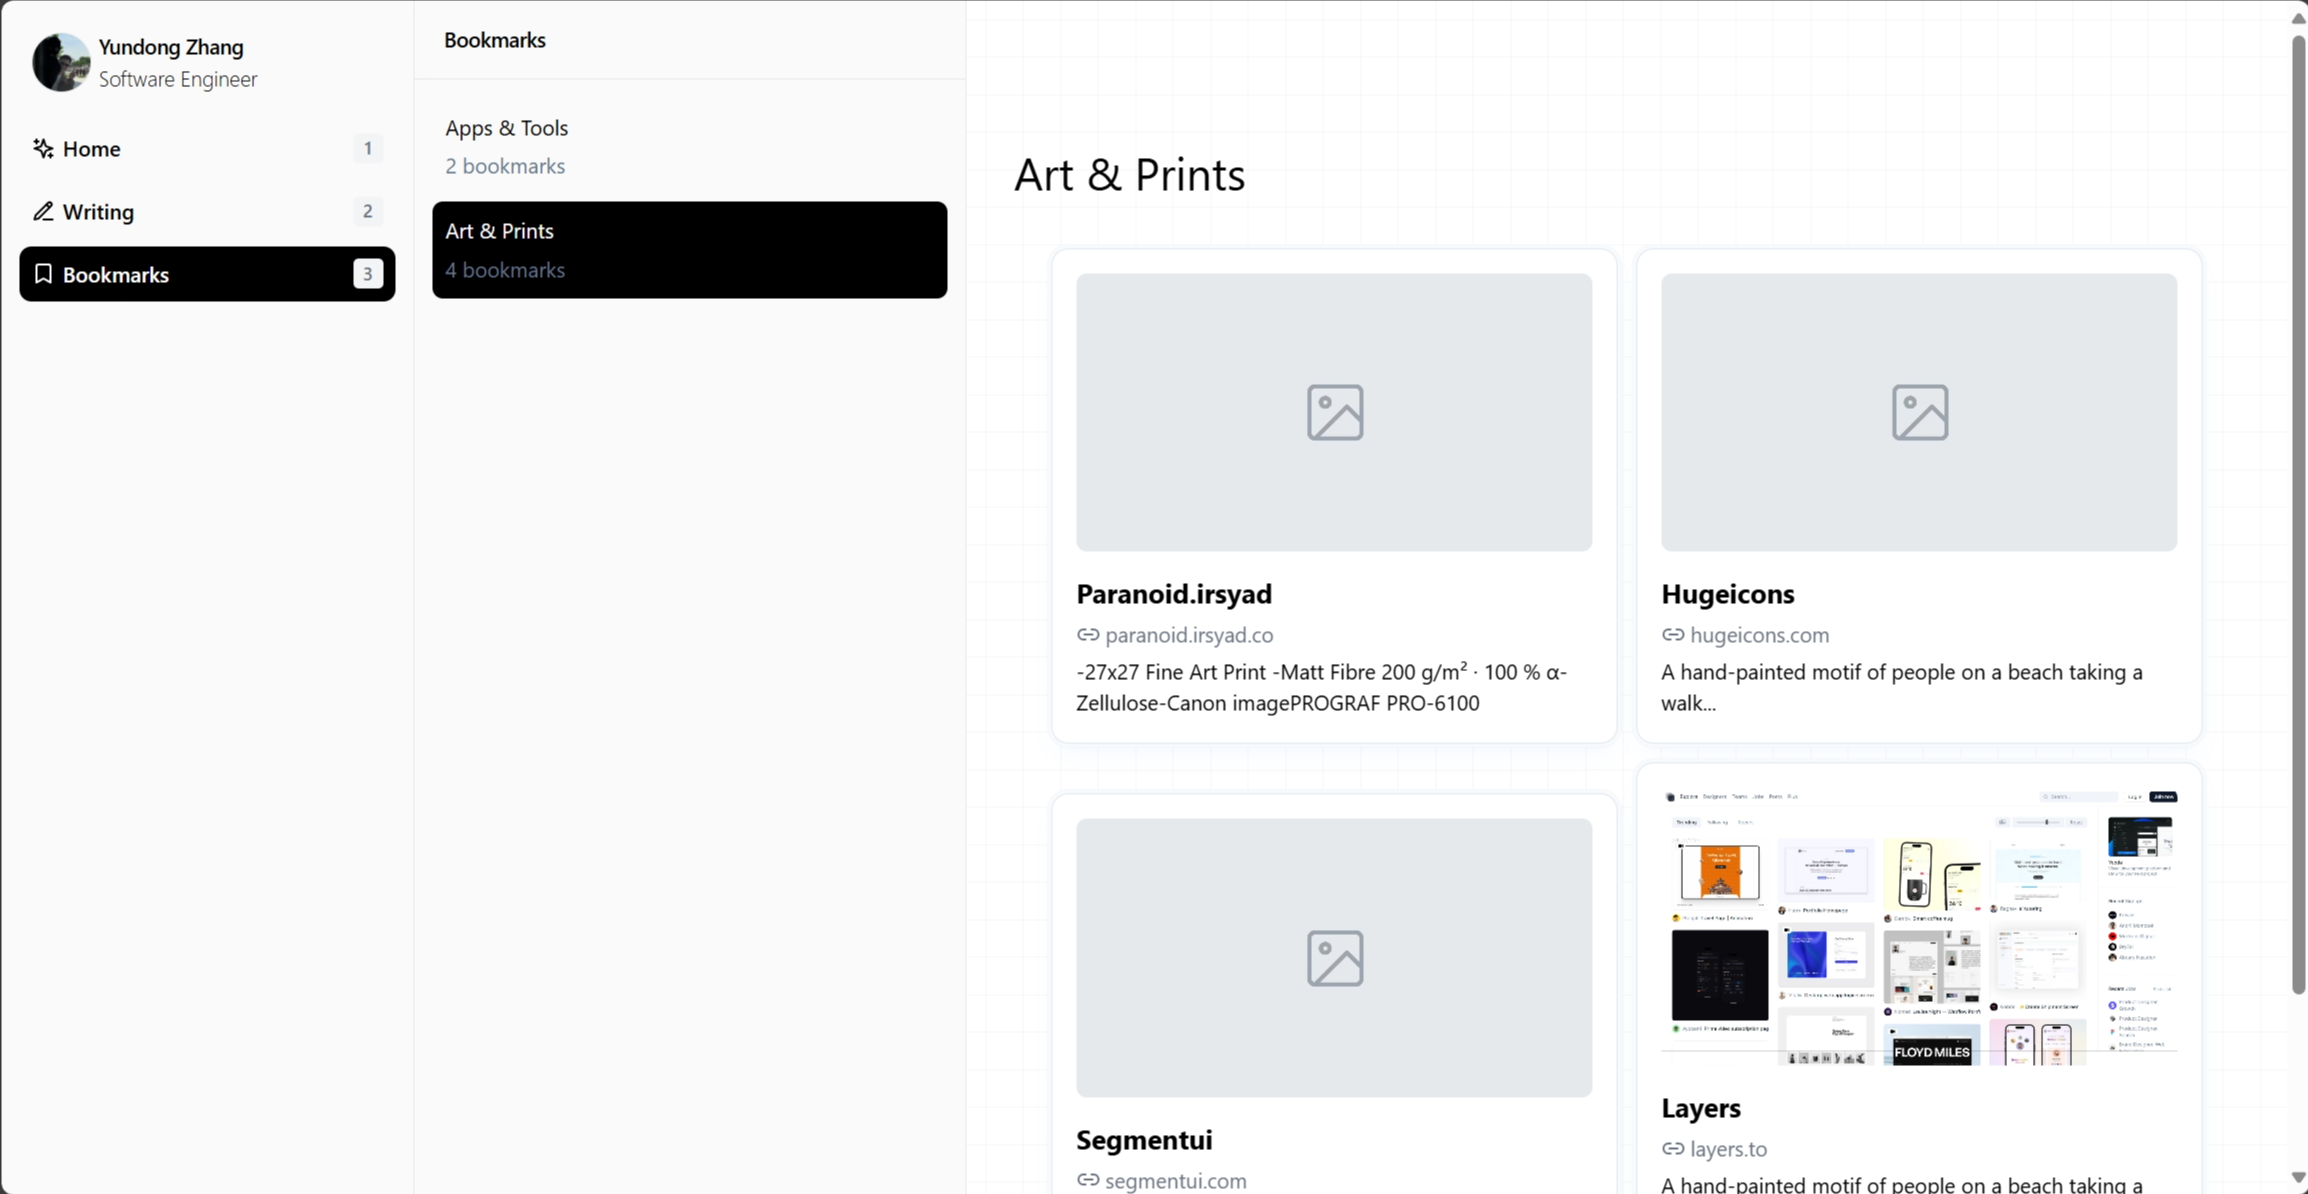 Yundong Zhang
Software Engineer
Home 1
Writing 2
Bookmarks 3
Bookmarks
Apps & Tools
2 bookmarks
Art & Prints
4 bookmarks
Art & Prints
Paranoid.irsyad
paranoid.irsyad.co
-27x27 Fine Art Print -Matt Fibre 200 g/m² · 100 % α-
Zellulose-Canon imagePROGRAF PRO-6100
Hugeicons
hugeicons.com
A hand-painted motif of people on a beach taking a
walk...
Segmentui
segmentui.com
FLOYD MILES
Layers
layers.to
A hand-painted motif of people on a beach taking a